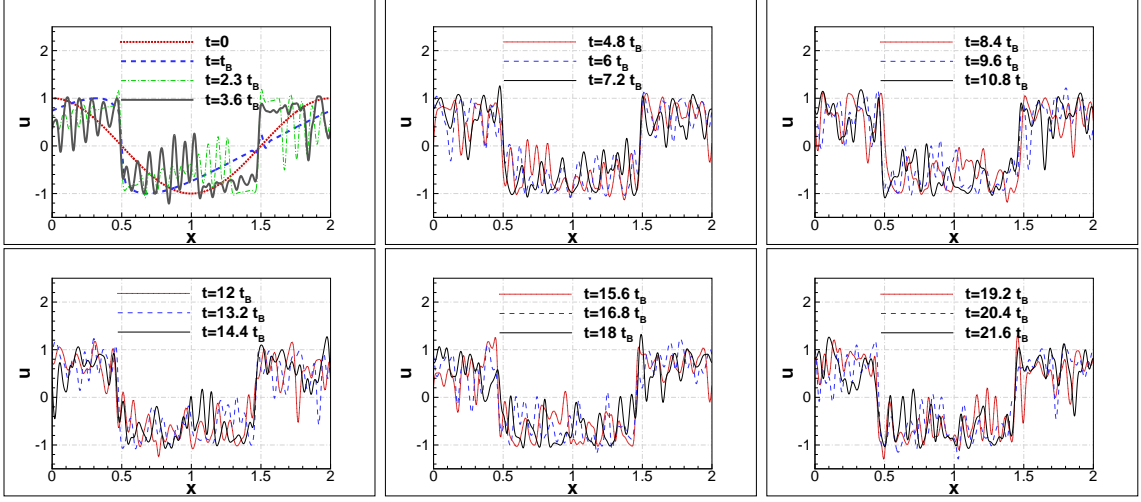 t=0
t=t_B
t=2.3 t_B
t=3.6 t_B
2
1
0
-1
u
0 0.5 1 1.5 2
x
t=4.8 t_B
t=6 t_B
t=7.2 t_B
2
1
0
-1
u
0 0.5 1 1.5 2
x
t=8.4 t_B
t=9.6 t_B
t=10.8 t_B
2
1
0
-1
u
0 0.5 1 1.5 2
x
t=12 t_B
t=13.2 t_B
t=14.4 t_B
2
1
0
-1
u
0 0.5 1 1.5 2
x
t=15.6 t_B
t=16.8 t_B
t=18 t_B
2
1
0
-1
u
0 0.5 1 1.5 2
x
t=19.2 t_B
t=20.4 t_B
t=21.6 t_B
2
1
0
-1
u
0 0.5 1 1.5 2
x